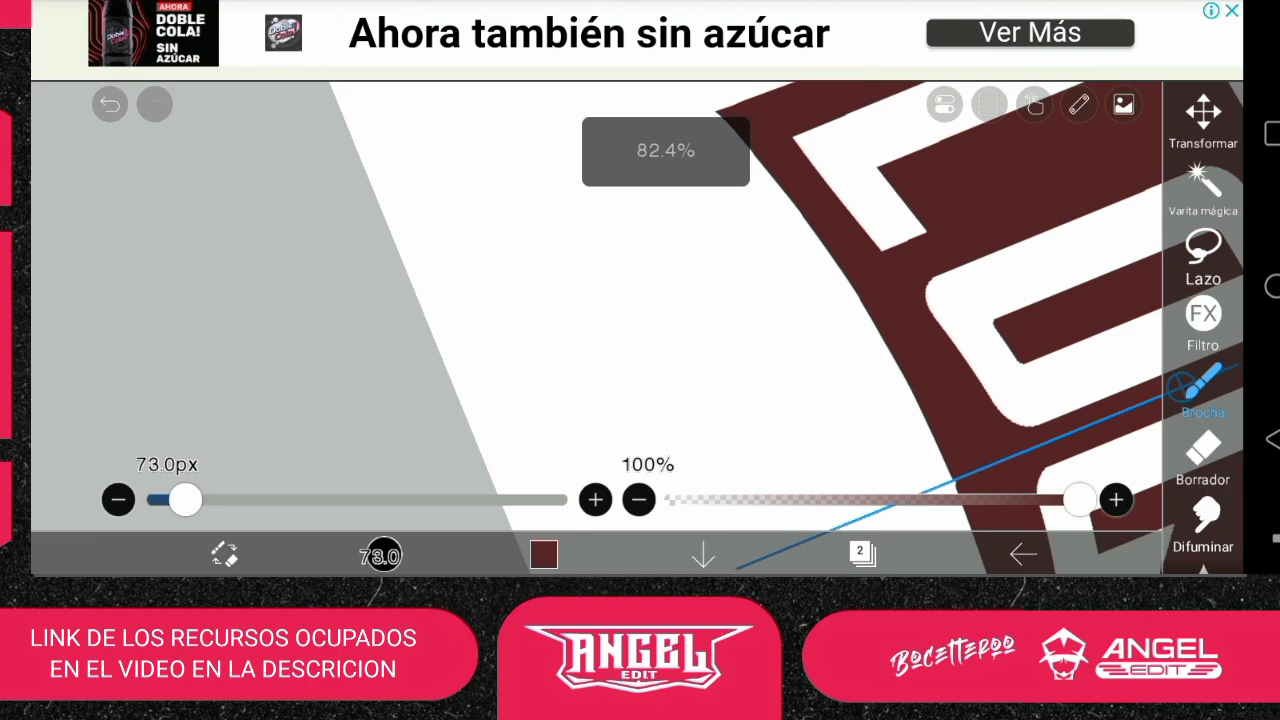 AHORA
DOBLE
COLA!
SIN
AZÚCAR
Ahora también sin azúcar
Ver Más
82.4%
Transformar
Varita mágica
Lazo
FX
Filtro
Brocha
Borrador
Difuminar
73.0px
100%
73.0
2
LINK DE LOS RECURSOS OCUPADOS
EN EL VIDEO EN LA DESCRICION
ANGEL
EDIT
BOCETTEROO
ANGEL
EDIT